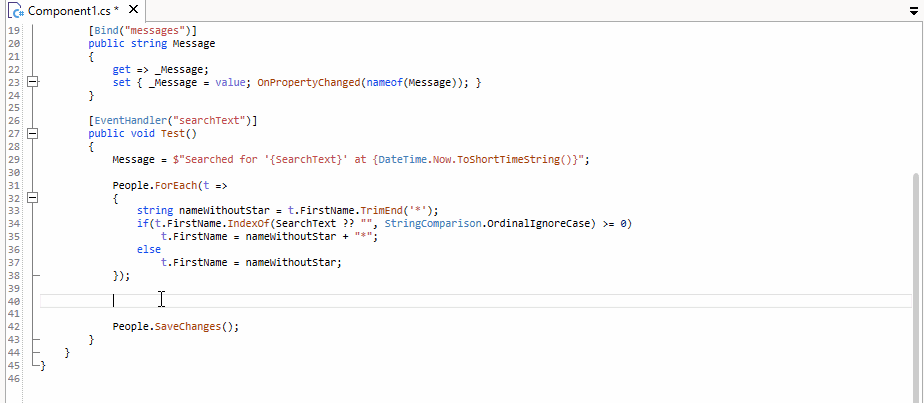 Component1.cs *
19 [Bind("messages")]
20 public string Message
21 {
22 get => _Message;
23 set { _Message = value; OnPropertyChanged(nameof(Message)); }
24 }
25
26 [EventHandler("searchText")]
27 public void Test()
28 {
29 Message = $"Searched for '{SearchText}' at {DateTime.Now.ToShortTimeString()}";
30
31 People.ForEach(t =>
32 {
33 string nameWithoutStar = t.FirstName.TrimEnd('*');
34 if(t.FirstName.IndexOf(SearchText ?? "", StringComparison.OrdinalIgnoreCase) >= 0)
35 t.FirstName = nameWithoutStar + "*";
36 else
37 t.FirstName = nameWithoutStar;
38 });
39
40
41
42 People.SaveChanges();
43 }
44 }
45 }
46